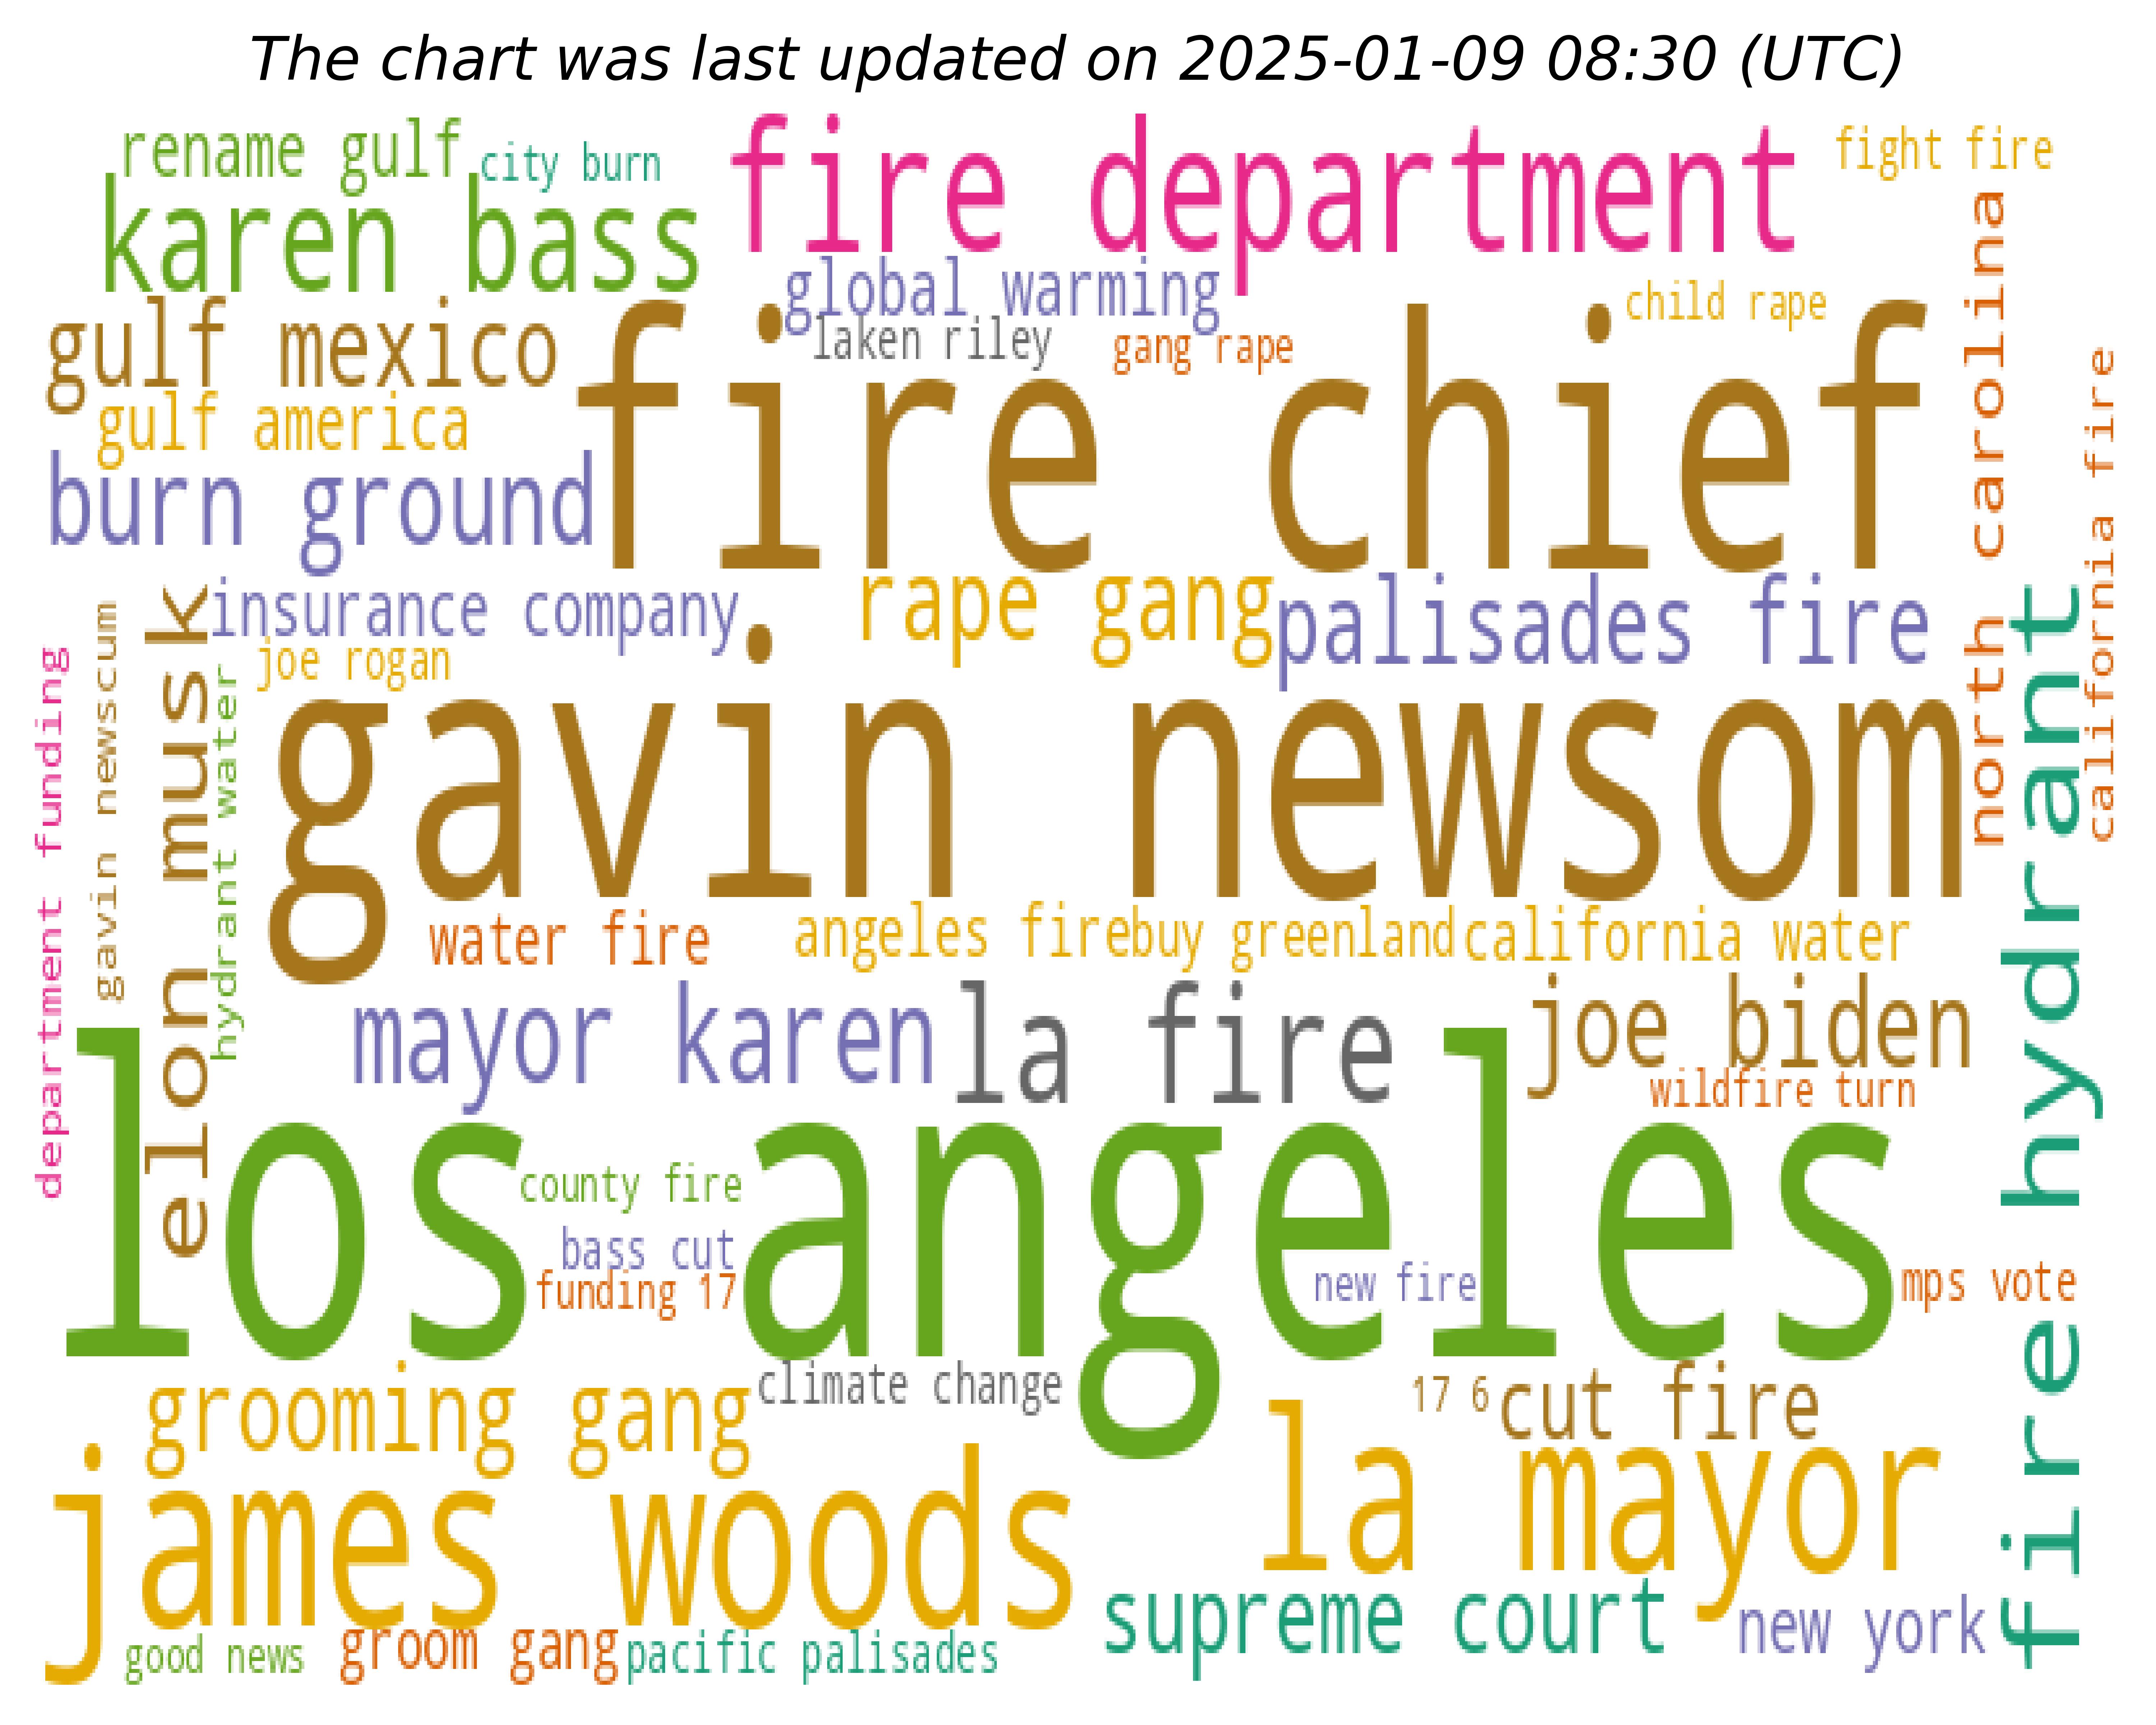 The chart was last updated on 2025-01-09 08:30 (UTC)
rename gulf
city burn
fire department
fight fire
karen bass
global warming
child rape
gulf mexico
laken riley
gang rape
fire chief
north carolina
california fire
gulf america
burn ground
insurance company
rape gang
palisades fire
joe rogan
elon musk
gavin newscum
department funding
hydrant water
gavin newsom
fire hydrant
water fire
angeles fire
buy greenland
california water
mayor karen
la fire
joe biden
wildfire turn
los angeles
county fire
bass cut
funding 17
new fire
mps vote
grooming gang
climate change
17 6
cut fire
james woods
la mayor
supreme court
new york
good news
groom gang
pacific palisades